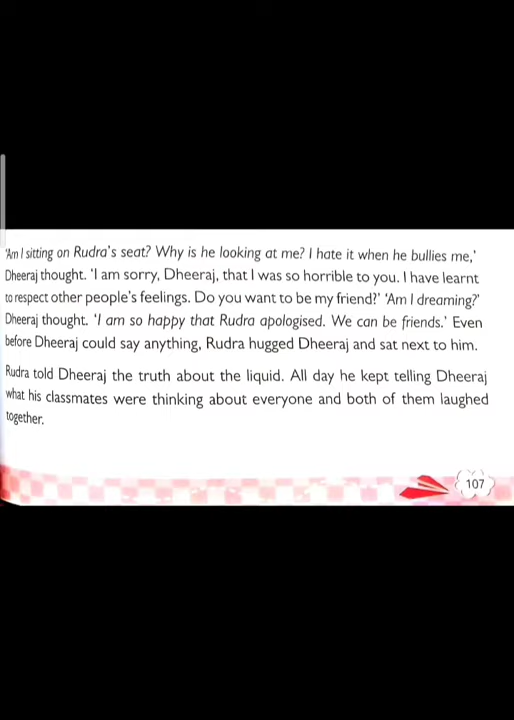 'Am I sitting on Rudra's seat? Why is he looking at me? I hate it when he bullies me,'
Dheeraj thought. 'I am sorry, Dheeraj, that I was so horrible to you. I have learnt
to respect other people's feelings. Do you want to be my friend?' 'Am I dreaming?'
Dheeraj thought. 'I am so happy that Rudra apologised. We can be friends.' Even
before Dheeraj could say anything, Rudra hugged Dheeraj and sat next to him.
Rudra told Dheeraj the truth about the liquid. All day he kept telling Dheeraj
what his classmates were thinking about everyone and both of them laughed
together.
107